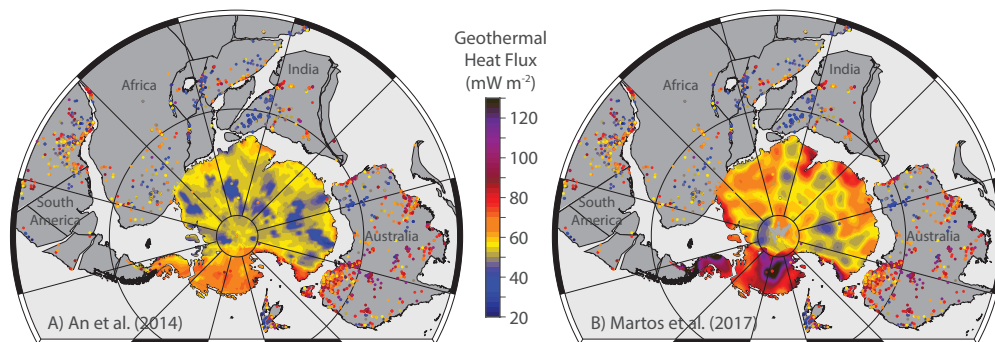 Africa
India
South
America
Australia
A) An et al. (2014)
Geothermal
Heat Flux
(mW m⁻²)
120
100
80
60
40
20
Africa
India
South
America
Australia
B) Martos et al. (2017)